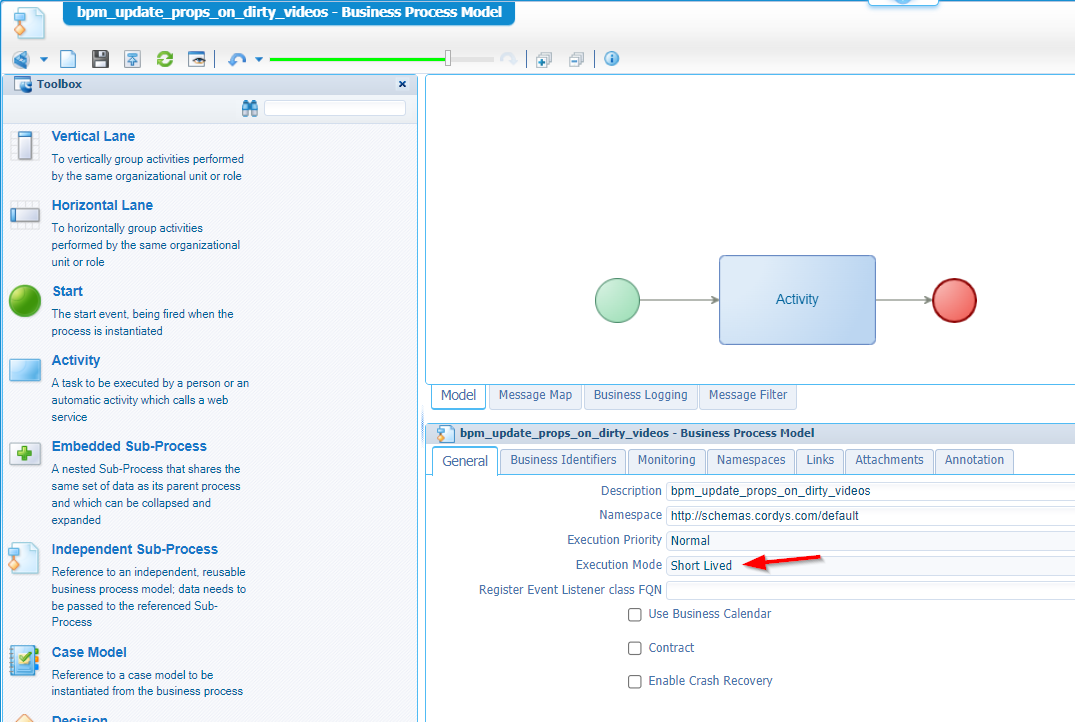 bpm_update_props_on_dirty_videos - Business Process Model
Toolbox
Vertical Lane
To vertically group activities performed
by the same organizational unit or role
Horizontal Lane
To horizontally group activities
performed by the same organizational
unit or role
Start
The start event, being fired when the
process is instantiated
Activity
A task to be executed by a person or an
automatic activity which calls a web
service
Embedded Sub-Process
A nested Sub-Process that shares the
same set of data as its parent process
and which can be collapsed and
expanded
Independent Sub-Process
Reference to an independent, reusable
business process model; data needs to
be passed to the referenced Sub-
Process
Case Model
Reference to a case model to be
instantiated from the business process
Decision
Activity
Model Message Map Business Logging Message Filter
bpm_update_props_on_dirty_videos - Business Process Model
General Business Identifiers Monitoring Namespaces Links Attachments Annotation
Description bpm_update_props_on_dirty_videos
Namespace http://schemas.cordys.com/default
Execution Priority Normal
Execution Mode Short Lived
Register Event Listener class FQN
Use Business Calendar
Contract
Enable Crash Recovery